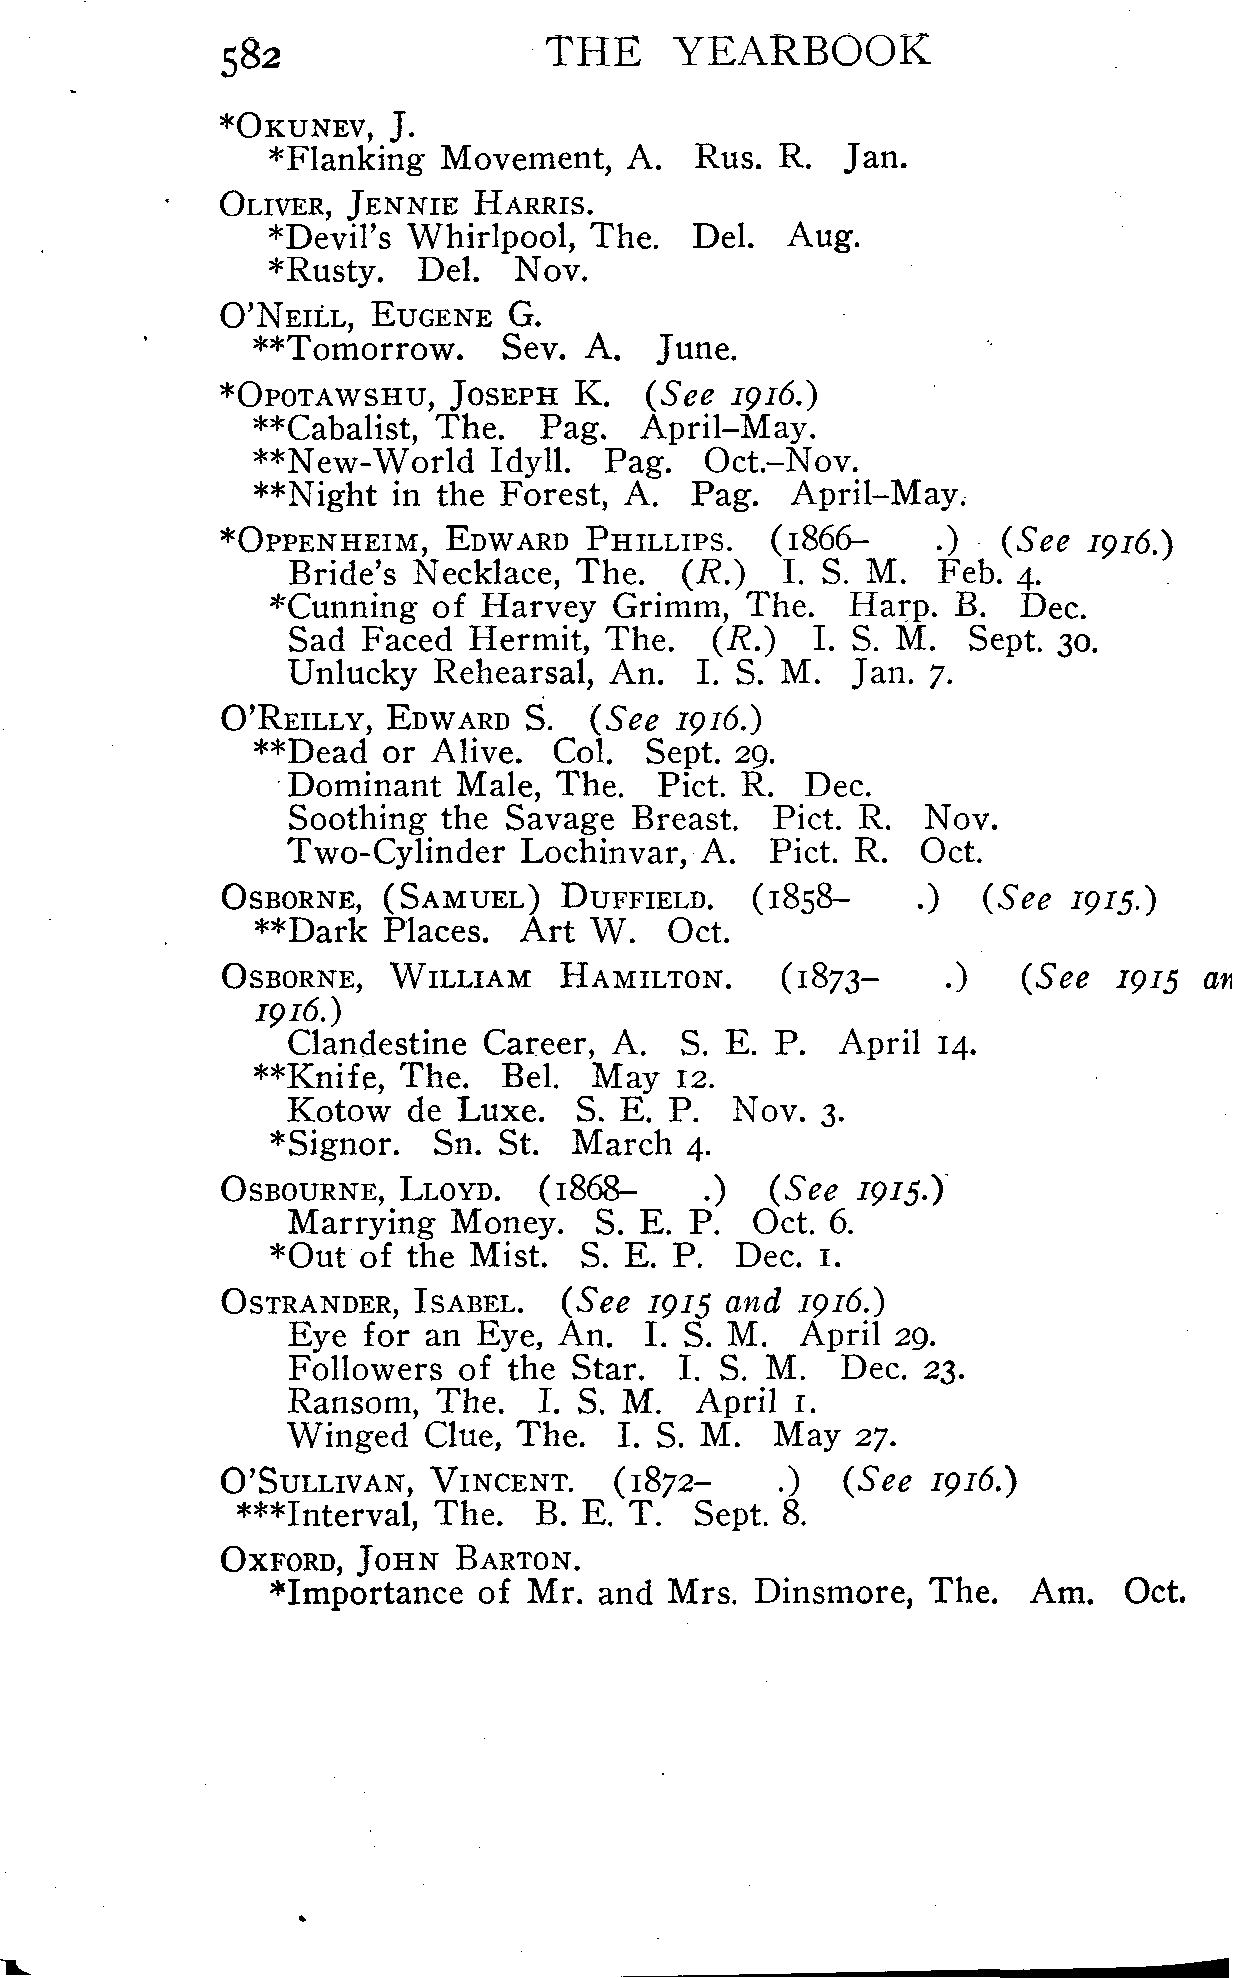 582 THE YEARBOOK
*OKUNEV, J.
*Flanking Movement, A. Rus. R. Jan.
OLIVER, JENNIE HARRIS.
*Devil's Whirlpool, The. Del. Aug.
*Rusty. Del. Nov.
O'NEILL, EUGENE G.
**Tomorrow. Sev. A. June.
*OPOTAWSHU, JOSEPH K. (See 1916.)
**Cabalist, The. Pag. April–May.
**New-World Idyll. Pag. Oct.–Nov.
**Night in the Forest, A. Pag. April–May.
*OPPENHEIM, EDWARD PHILLIPS. (1866– .) (See 1916.)
Bride's Necklace, The. (R.) I. S. M. Feb. 4.
*Cunning of Harvey Grimm, The. Harp. B. Dec.
Sad Faced Hermit, The. (R.) I. S. M. Sept. 30.
Unlucky Rehearsal, An. I. S. M. Jan. 7.
O'REILLY, EDWARD S. (See 1916.)
**Dead or Alive. Col. Sept. 29.
Dominant Male, The. Pict. R. Dec.
Soothing the Savage Breast. Pict. R. Nov.
Two-Cylinder Lochinvar, A. Pict. R. Oct.
OSBORNE, (SAMUEL) DUFFIELD. (1858– .) (See 1915.)
**Dark Places. Art W. Oct.
OSBORNE, WILLIAM HAMILTON. (1873– .) (See 1915
1916.)
Clandestine Career, A. S. E. P. April 14.
**Knife, The. Bel. May 12.
Kotow de Luxe. S. E. P. Nov. 3.
*Signor. Sn. St. March 4.
OSBOURNE, LLOYD. (1868– .) (See 1915.)
Marrying Money. S. E. P. Oct. 6.
*Out of the Mist. S. E. P. Dec. 1.
OSTRANDER, ISABEL. (See 1915 and 1916.)
Eye for an Eye, An. I. S. M. April 29.
Followers of the Star. I. S. M. Dec. 23.
Ransom, The. I. S. M. April 1.
Winged Clue, The. I. S. M. May 27.
O'SULLIVAN, VINCENT. (1872– .) (See 1916.)
***Interval, The. B. E. T. Sept. 8.
OXFORD, JOHN BARTON.
*Importance of Mr. and Mrs. Dinsmore, The. Am. Oct.